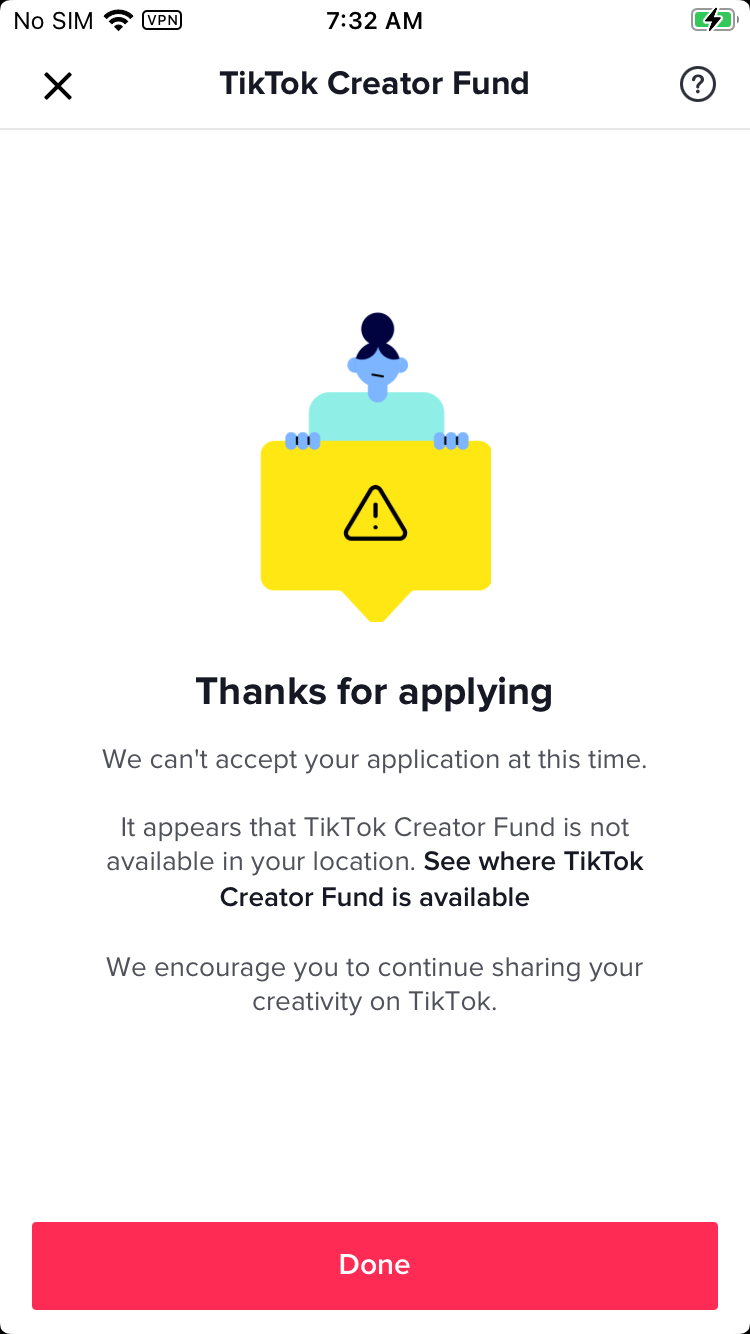 No SIM VPN 7:32 AM
TikTok Creator Fund ?
Thanks for applying
We can't accept your application at this time.
It appears that TikTok Creator Fund is not
available in your location. See where TikTok
Creator Fund is available
We encourage you to continue sharing your
creativity on TikTok.
Done